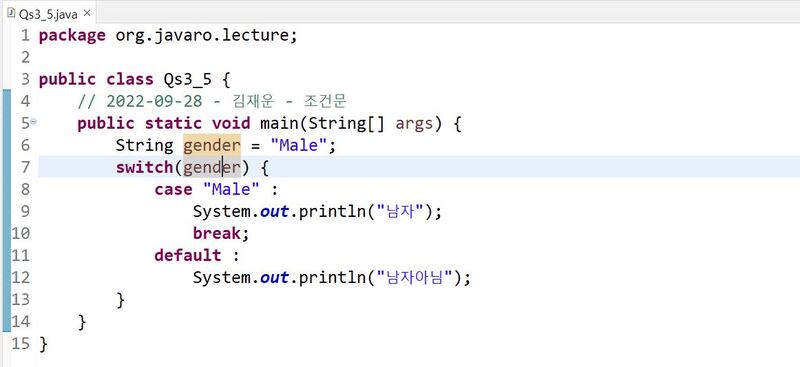 Qs3_5.java
1 package org.javaro.lecture;
2
3 public class Qs3_5 {
4 // 2022-09-28 - 김재운 - 조건문
5 public static void main(String[] args) {
6 String gender = "Male";
7 switch(gender) {
8 case "Male" :
9 System.out.println("남자");
10 break;
11 default :
12 System.out.println("남자아님");
13 }
14 }
15 }